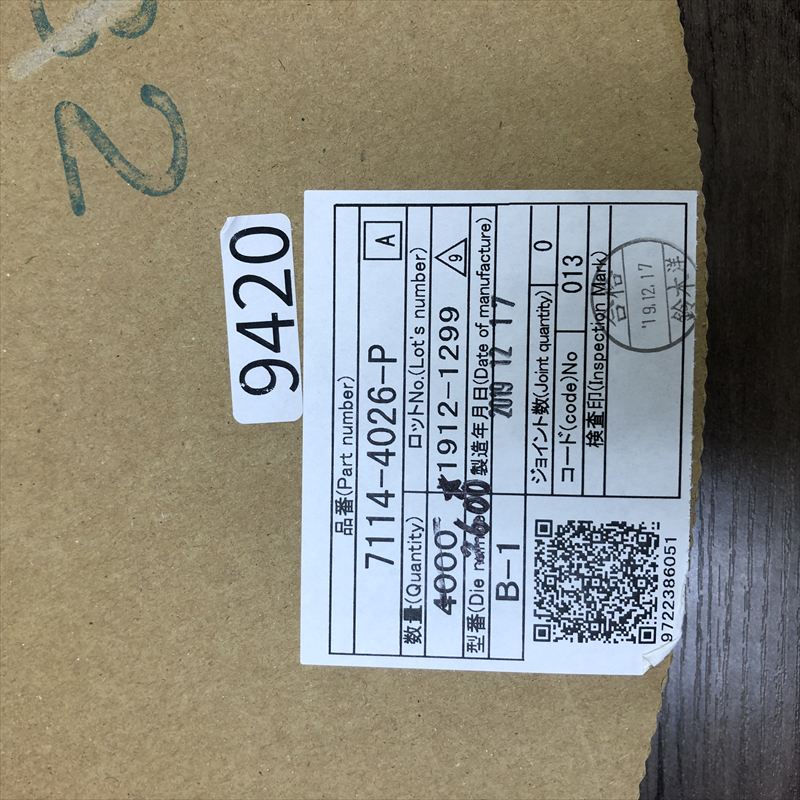 2
9420
品番(Part number)
7114-4026-P
A
数量(Quantity)
ロットNo.(Lot's number)
4000
3600
1912-1299
9
型番(Die number)
製造年月日(Date of manufacture)
B-1
2019 12 17
ジョイント数(Joint quantity)
0
コード(code)No
013
検査印(Inspection Mark)
合格
'19.12.17
鈴木洋
9722386051